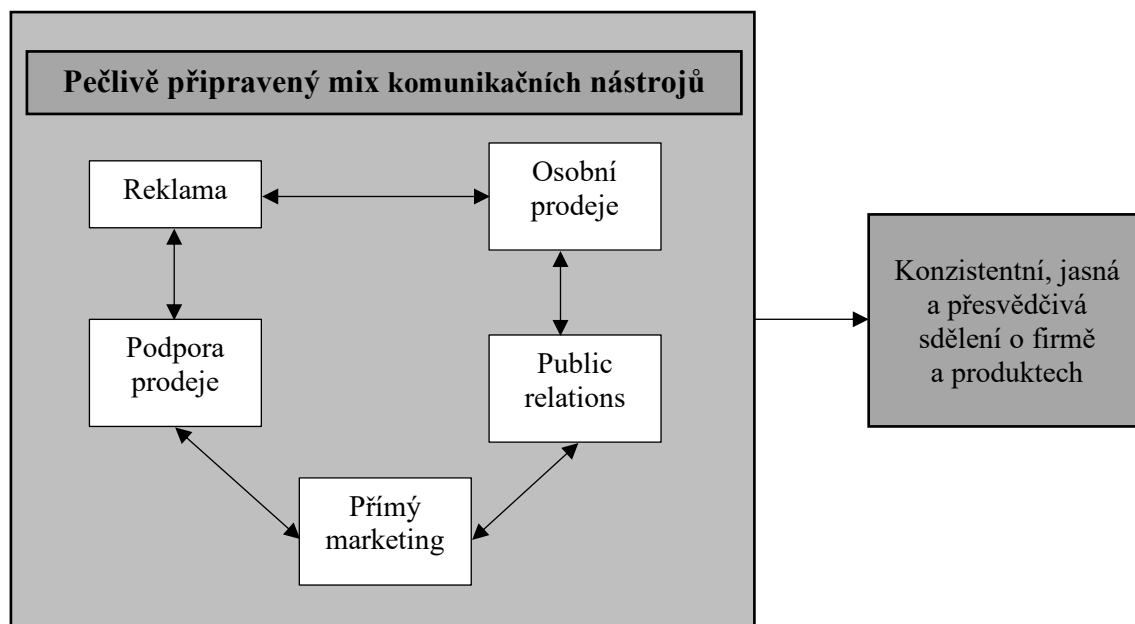 Pečlivě připravený mix komunikačních nástrojů
Reklama
Osobní
prodeje
Podpora
prodeje
Public
relations
Přímý
marketing
Konzistentní, jasná
a přesvědčivá
sdělení o firmě
a produktech